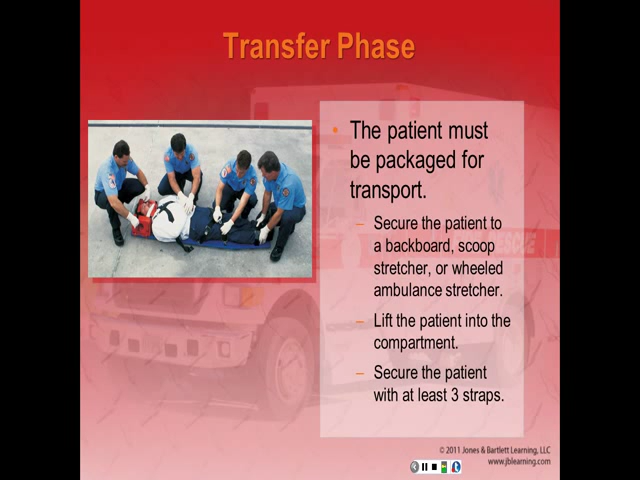 Transfer Phase
• The patient must
be packaged for
transport.
– Secure the patient to
a backboard, scoop
stretcher, or wheeled
ambulance stretcher.
– Lift the patient into the
compartment.
– Secure the patient
with at least 3 straps.
© 2011 Jones & Bartlett Learning, LLC
www.jblearning.com